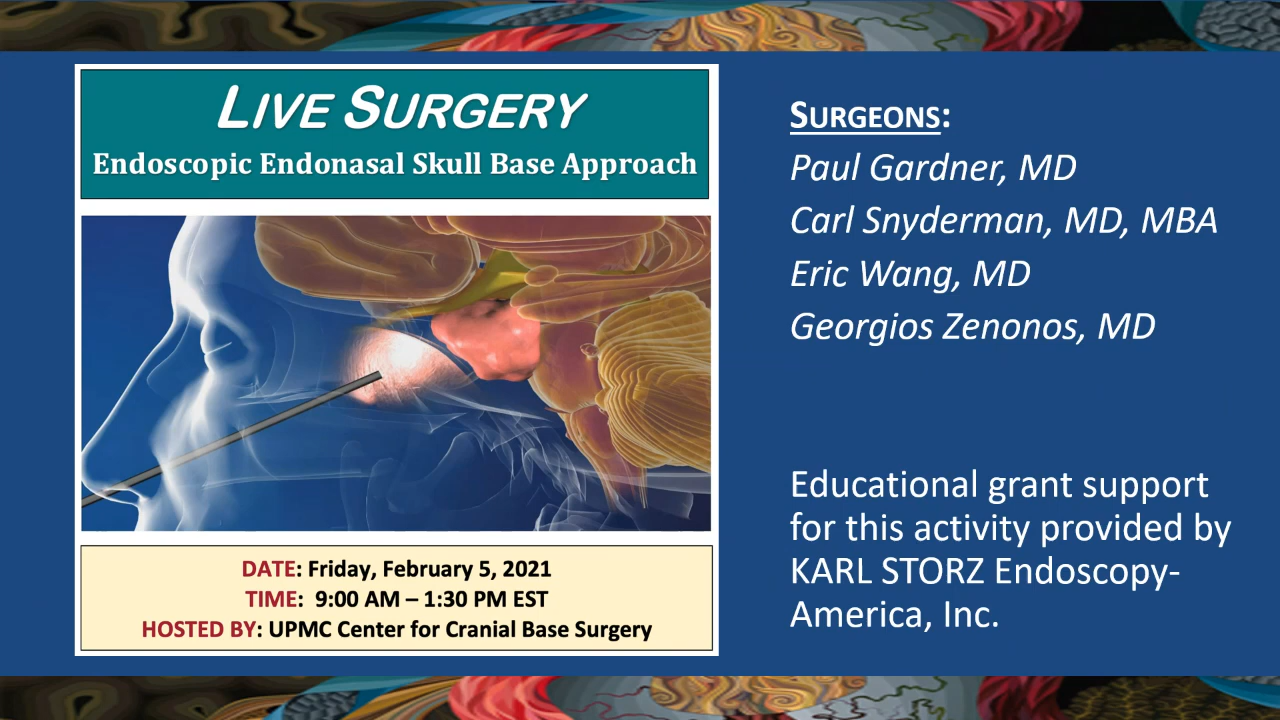 LIVE SURGERY
Endoscopic Endonasal Skull Base Approach
DATE: Friday, February 5, 2021
TIME: 9:00 AM – 1:30 PM EST
HOSTED BY: UPMC Center for Cranial Base Surgery
SURGEONS:
Paul Gardner, MD
Carl Snyderman, MD, MBA
Eric Wang, MD
Georgios Zenonos, MD
Educational grant support
for this activity provided by
KARL STORZ Endoscopy-
America, Inc.